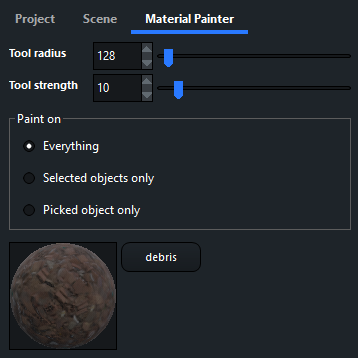 Project Scene Material Painter
Tool radius 128
Tool strength 10
Paint on
Everything
Selected objects only
Picked object only
debris